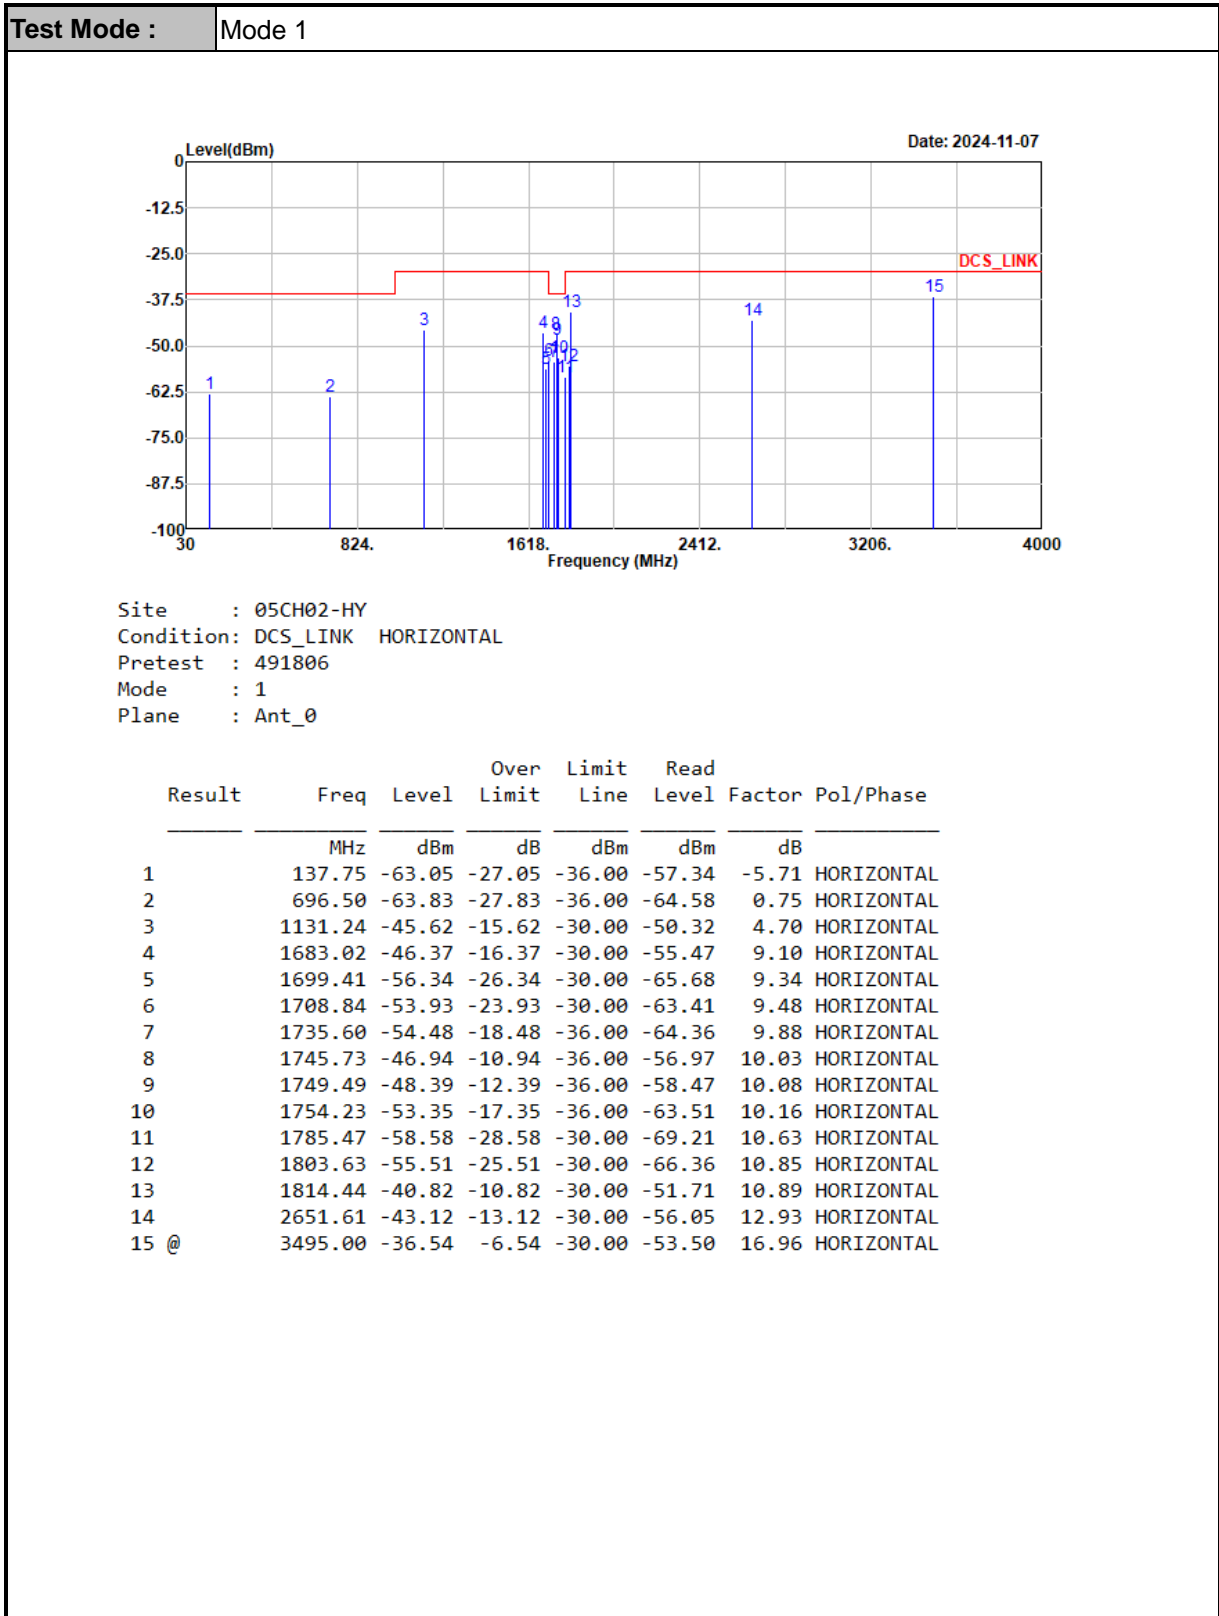 Test Mode : Mode 1
Date: 2024-11-07
Level(dBm)
0
-12.5
-25.0
DCS_LINK
-37.5
-50.0
-62.5
-75.0
-87.5
-100
1
2
3
4
8
9
13
14
15
30 824. 1618. 2412. 3206. 4000
Frequency (MHz)
Site : 05CH02-HY
Condition: DCS_LINK HORIZONTAL
Pretest : 491806
Mode : 1
Plane : Ant_0
Over Limit Read
Result Freq Level Limit Line Level Factor Pol/Phase
MHz dBm dB dBm dBm dB
1 137.75 -63.05 -27.05 -36.00 -57.34 -5.71 HORIZONTAL
2 696.50 -63.83 -27.83 -36.00 -64.58 0.75 HORIZONTAL
3 1131.24 -45.62 -15.62 -30.00 -50.32 4.70 HORIZONTAL
4 1683.02 -46.37 -16.37 -30.00 -55.47 9.10 HORIZONTAL
5 1699.41 -56.34 -26.34 -30.00 -65.68 9.34 HORIZONTAL
6 1708.84 -53.93 -23.93 -30.00 -63.41 9.48 HORIZONTAL
7 1735.60 -54.48 -18.48 -36.00 -64.36 9.88 HORIZONTAL
8 1745.73 -46.94 -10.94 -36.00 -56.97 10.03 HORIZONTAL
9 1749.49 -48.39 -12.39 -36.00 -58.47 10.08 HORIZONTAL
10 1754.23 -53.35 -17.35 -36.00 -63.51 10.16 HORIZONTAL
11 1785.47 -58.58 -28.58 -30.00 -69.21 10.63 HORIZONTAL
12 1803.63 -55.51 -25.51 -30.00 -66.36 10.85 HORIZONTAL
13 1814.44 -40.82 -10.82 -30.00 -51.71 10.89 HORIZONTAL
14 2651.61 -43.12 -13.12 -30.00 -56.05 12.93 HORIZONTAL
15 @ 3495.00 -36.54 -6.54 -30.00 -53.50 16.96 HORIZONTAL